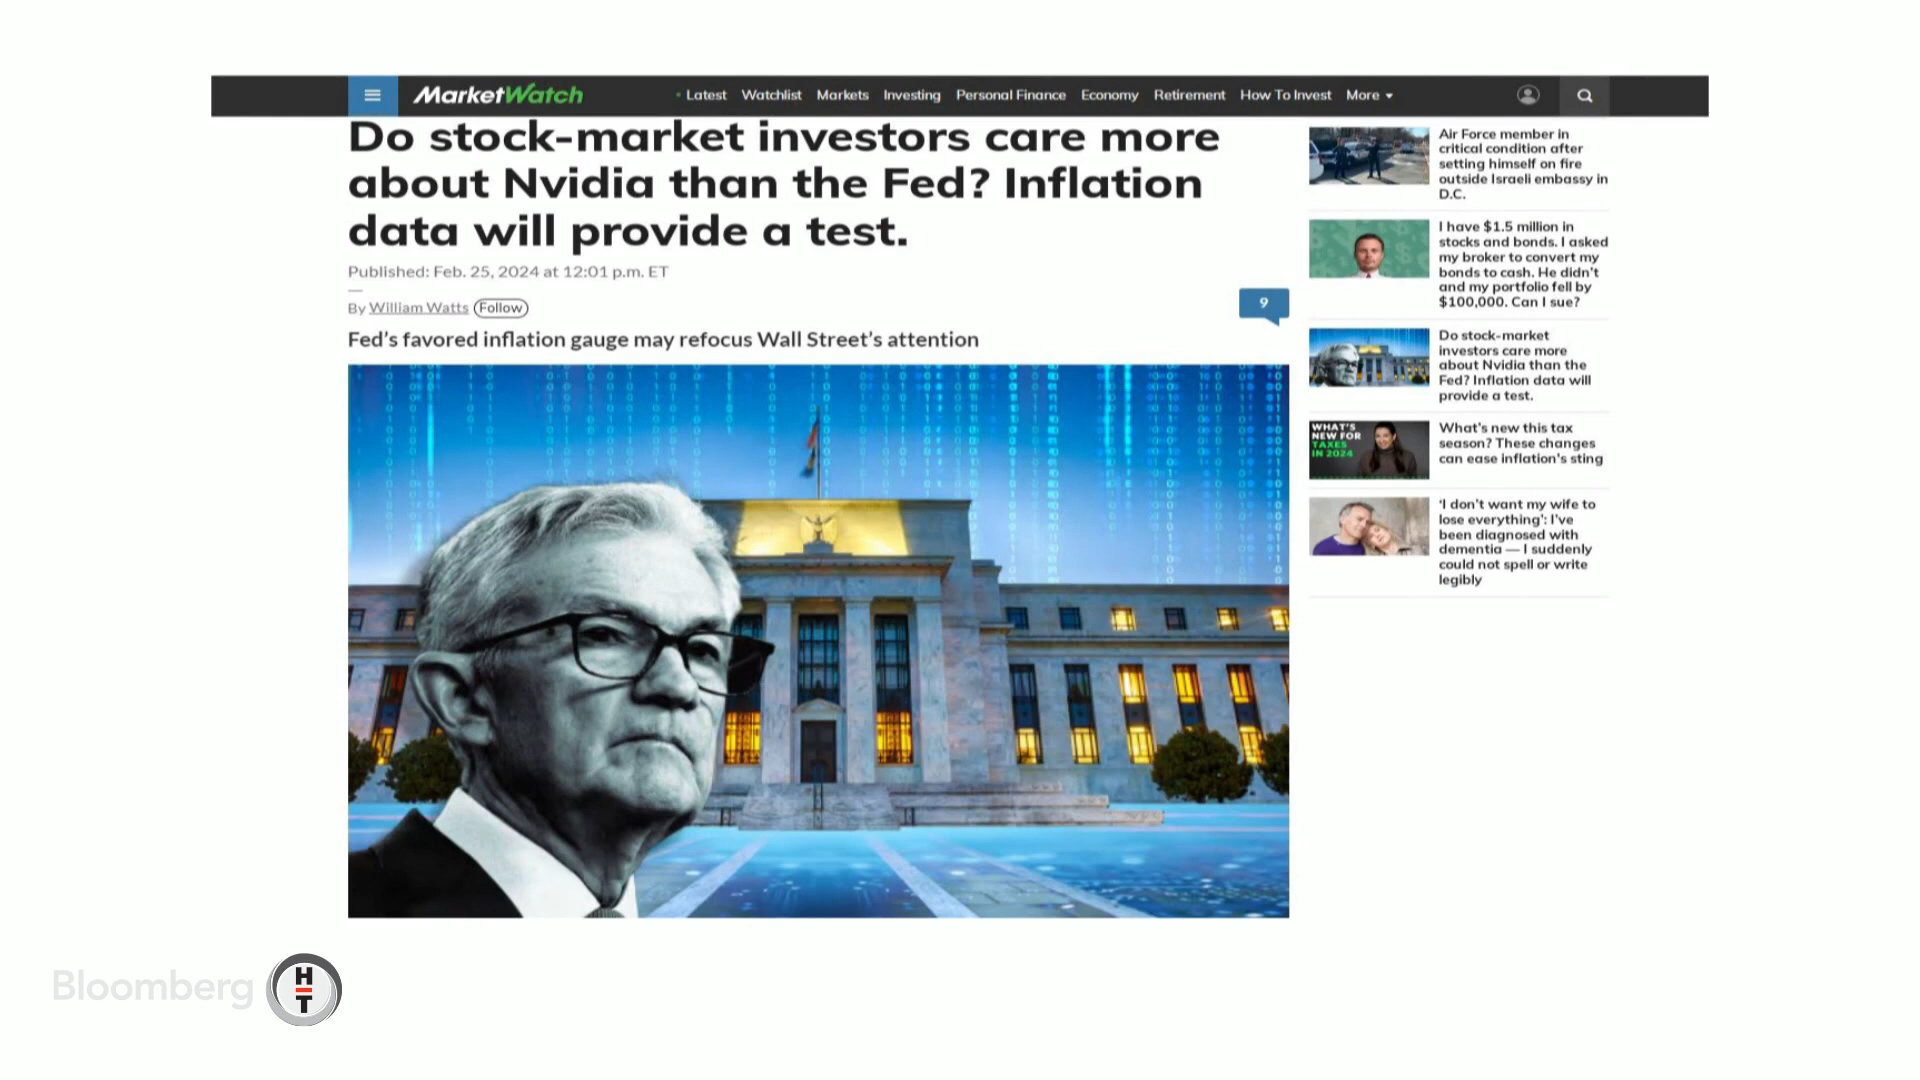 MarketWatch
Latest Watchlist Markets Investing Personal Finance Economy Retirement How To Invest More
Do stock-market investors care more
about Nvidia than the Fed? Inflation
data will provide a test.
Published: Feb. 25, 2024 at 12:01 p.m. ET
By William Watts Follow
9
Fed's favored inflation gauge may refocus Wall Street's attention
Air Force member in
critical condition after
setting himself on fire
outside Israeli embassy in
D.C.
I have $1.5 million in
stocks and bonds. I asked
my broker to convert my
bonds to cash. He didn't
and my portfolio fell by
$100,000. Can I sue?
Do stock-market
investors care more
about Nvidia than the
Fed? Inflation data will
provide a test.
WHAT'S
NEW FOR
TAXES
IN 2024
What's new this tax
season? These changes
can ease inflation's sting
'I don't want my wife to
lose everything': I've
been diagnosed with
dementia — I suddenly
could not spell or write
legibly
Bloomberg HT